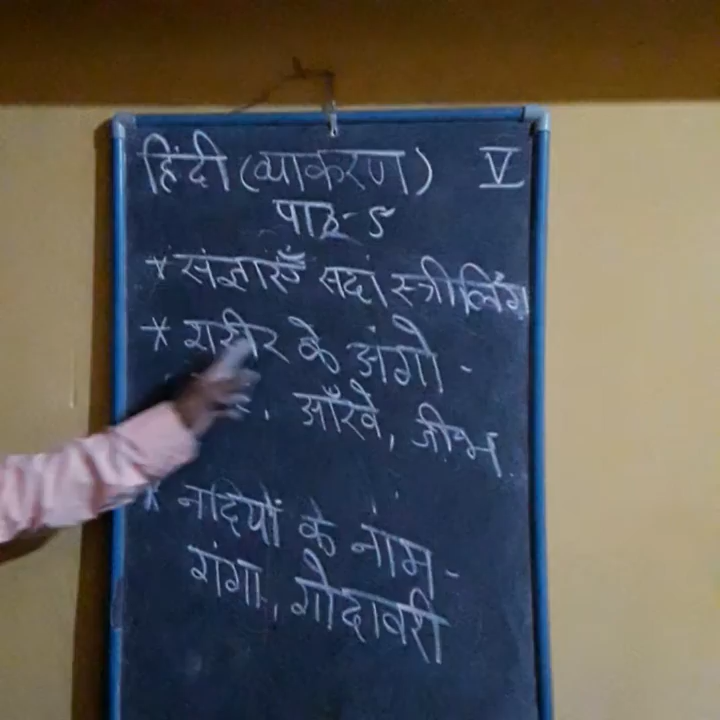 हिंदी (व्याकरण) V
पाठ - 5
* संज्ञाएँ सदा स्त्रीलिंग
* शरीर के अंगो -
आँखे, जीभ
* नदियों के नाम -
गंगा, गोदावरी